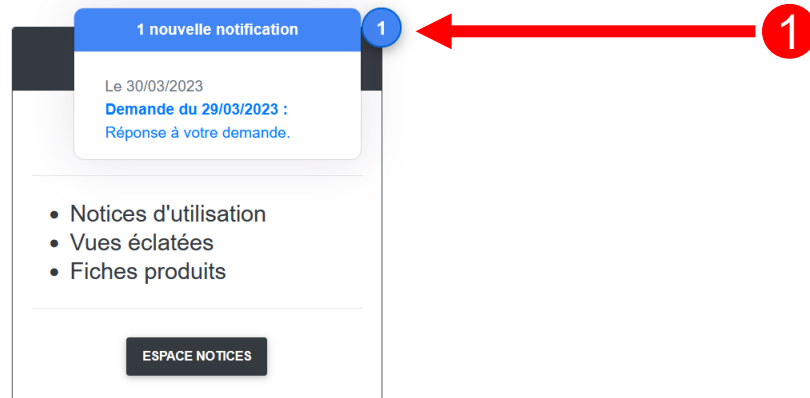 1 nouvelle notification
1
1
Le 30/03/2023
Demande du 29/03/2023 :
Réponse à votre demande.
Notices d'utilisation
Vues éclatées
Fiches produits
ESPACE NOTICES